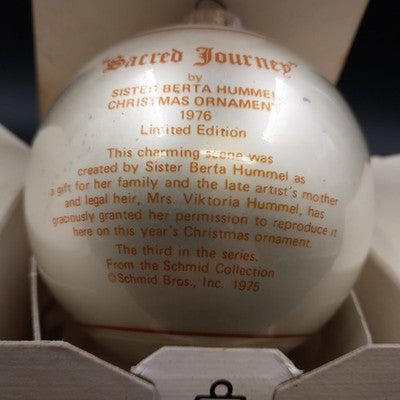 "Sacred Journey"
by
SISTER BERTA HUMMEL
CHRISTMAS ORNAMENT
1976
Limited Edition
This charming scene was
created by Sister Berta Hummel as
a gift for her family and the late artist's mother
and legal heir, Mrs. Viktoria Hummel, has
graciously granted her permission to reproduce it
here on this year's Christmas ornament.
The third in the series.
From the Schmid Collection
©Schmid Bros., Inc. 1975